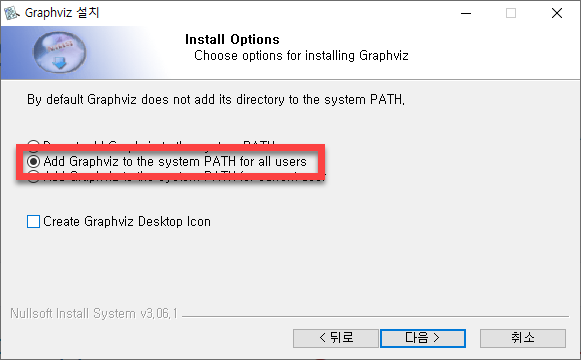 Graphviz 설치
Install Options
Choose options for installing Graphviz
By default Graphviz does not add its directory to the system PATH.
Add Graphviz to the system PATH for all users
Create Graphviz Desktop Icon
Nullsoft Install System v3.06.1
< 뒤로
다음 >
취소